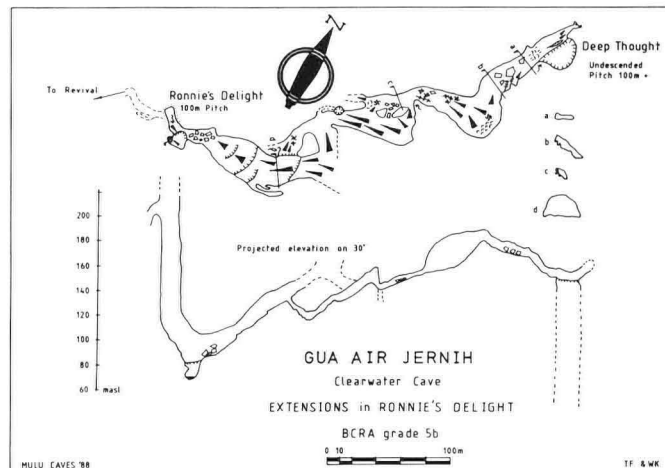 N
Deep Thought
Undescended
Pitch 100m +
To Revival
Ronnie's Delight
100m Pitch
a
b
c
d
a
b
c
d
220
200
180
160
140
120
100
80
60 masl
Projected elevation on 30°
GUA AIR JERNIH
Clearwater Cave
EXTENSIONS in RONNIE'S DELIGHT
BCRA grade 5b
0 10 100m
MULU CAVES '88
TF & WK